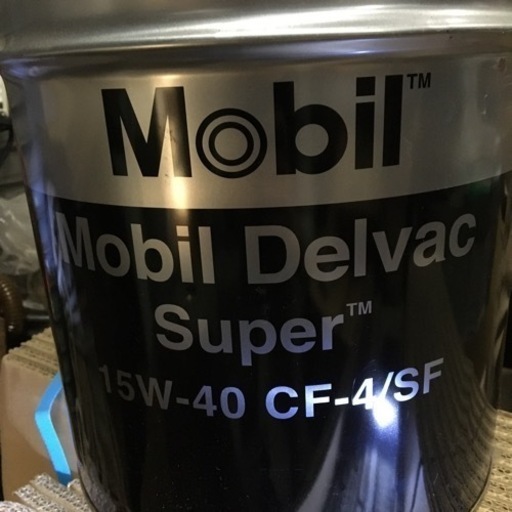 Mobil™
Mobil Delvac
Super™
15W-40 CF-4/SF